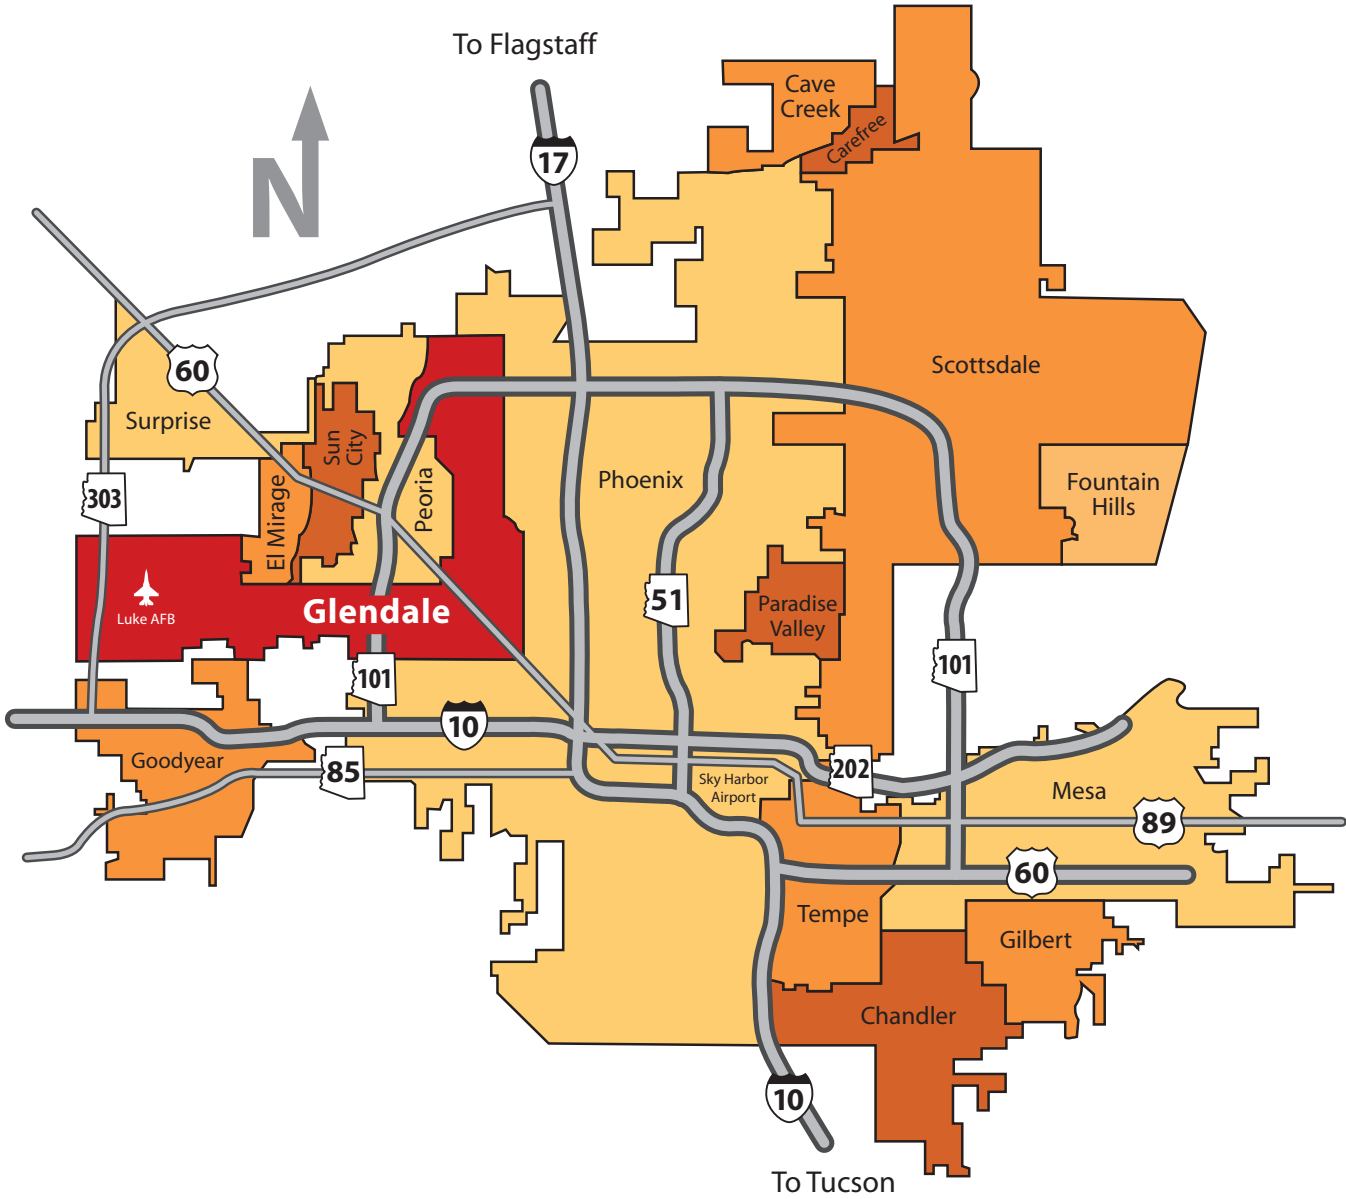 To Flagstaff
Cave
Creek
Carefree
17
N
60
Scottsdale
Surprise
Sun
City
Peoria
Phoenix
El Mirage
303
Fountain
Hills
Luke AFB
Glendale
51
Paradise
Valley
101
101
10
Goodyear
85
Sky Harbor
Airport
202
Mesa
89
60
Tempe
Gilbert
Chandler
10
To Tucson